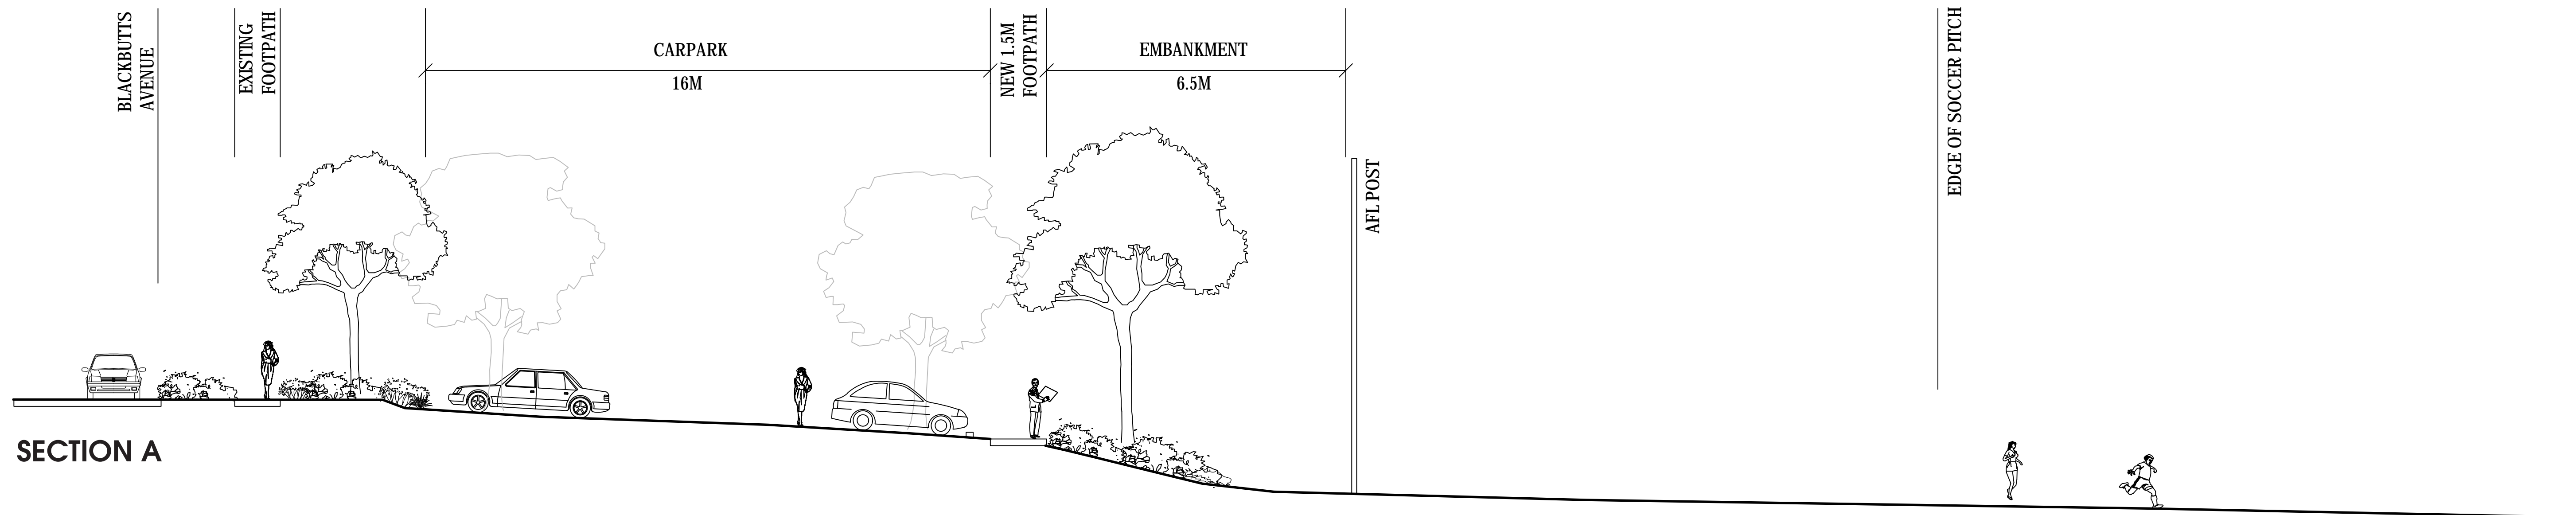 BLACKBUTTS
AVENUE
EXISTING
FOOTPATH
CARPARK
16M
NEW 1.5M
FOOTPATH
EMBANKMENT
6.5M
AFL POST
EDGE OF SOCCER PITCH
SECTION A